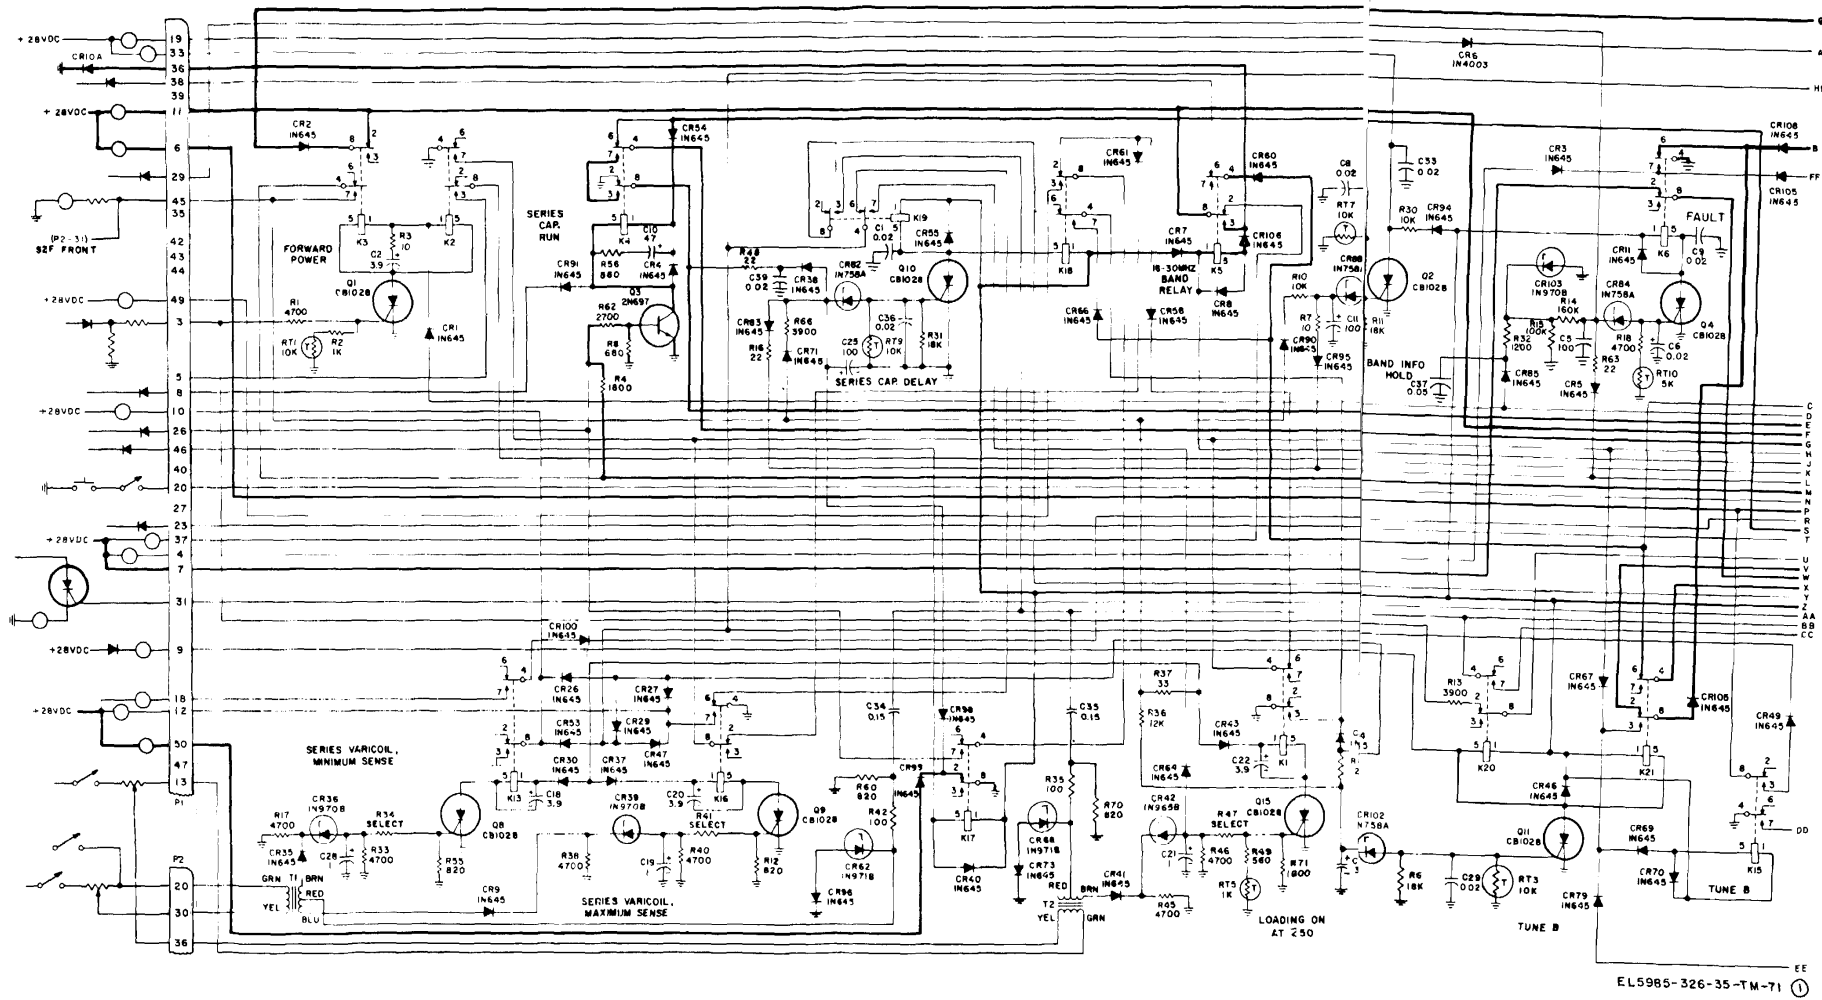 +28VDC
19
33
CR10A
36
38
39
+28VDC
11
6
29
45
35
(P2-31)
S2F FRONT
42
43
44
+28VDC
49
3
5
8
+28VDC
10
26
46
40
20
27
23
+28VDC
37
4
7
31
+28VDC
9
18
+28VDC
12
50
47
13
P1
P2
20
30
36
CR2
1N645
K3
K2
FORWARD
POWER
R3
10
C2
3.9
Q1
CB1028
R1
4700
RT1
10K
R2
1K
CR1
1N645
SERIES
CAP.
RUN
CR54
1N645
K4
C10
47
R56
680
CR4
1N645
CR91
1N645
Q3
2N697
R62
2700
R8
680
R4
1800
R48
22
C39
0.02
CR38
1N645
CR83
1N645
R16
22
R66
3900
CR71
1N645
CR82
1N758A
C1
0.02
K19
CR55
1N645
Q10
CB1028
C36
0.02
C25
100
RT9
10K
R31
18K
SERIES CAP. DELAY
CR61
1N645
K18
CR66
1N645
CR58
1N645
CR60
1N645
CR7
1N645
K5
CR106
1N645
16-30MHZ
BAND
RELAY
CR8
1N645
C8
0.02
RT7
10K
R10
10K
CR88
1N758A
R7
10
C11
100
R11
18K
CR90
1N645
CR95
1N645
Q2
CB1028
C33
0.02
R30
10K
CR94
1N645
BAND INFO
HOLD
C37
0.05
CR6
1N4003
CR3
1N645
CR108
1N645
CR105
1N645
FAULT
K6
C9
0.02
CR11
1N645
CR103
1N970B
CR84
1N758A
R14
160K
R15
100K
R32
1200
C5
100
R63
22
R18
4700
C6
0.02
Q4
CB1028
RT10
5K
CR85
1N645
CR5
1N645
A
H1
B
FF
C
D
E
F
G
H
J
K
L
M
N
P
R
S
T
U
V
W
X
Y
Z
AA
BB
CC
DD
EE
CR100
1N645
CR26
1N645
CR27
1N645
CR53
1N645
CR29
1N645
CR47
1N645
CR30
1N645
CR37
1N645
K13
C18
3.9
C20
3.9
K16
SERIES VARICOIL,
MINIMUM SENSE
R17
4700
CR36
1N970B
R34
SELECT
CR35
1N645
C28
1
R33
4700
R55
820
Q8
CB1028
GRN
T1
BRN
RED
YEL
BLU
CR9
1N645
CR39
1N970B
R41
SELECT
R38
4700
C19
1
R40
4700
R12
820
Q9
CB1028
SERIES VARICOIL,
MAXIMUM SENSE
C34
0.15
R60
820
R42
100
CR62
1N971B
CR96
1N645
CR99
1N645
CR98
1N645
K17
CR40
1N645
C35
0.15
R35
100
R70
820
CR68
1N971B
CR73
1N645
RED
BRN
T2
YEL
GRN
CR41
1N645
R45
4700
R37
33
R36
12K
CR43
1N645
CR64
1N645
CR42
1N965B
C21
1
R46
4700
R47
SELECT
R49
560
RT5
1K
R71
1800
C22
3.9
K1
Q15
CB1028
LOADING ON
AT 250
CR102
R6
18K
C29
0.02
RT3
10K
Q11
CB1028
CR46
1N645
TUNE B
R13
3900
K20
K21
CR67
1N645
CR105
1N645
CR49
1N645
CR69
1N645
CR70
1N645
CR79
1N645
K15
TUNE B
EL5985-326-35-TM-71 ①